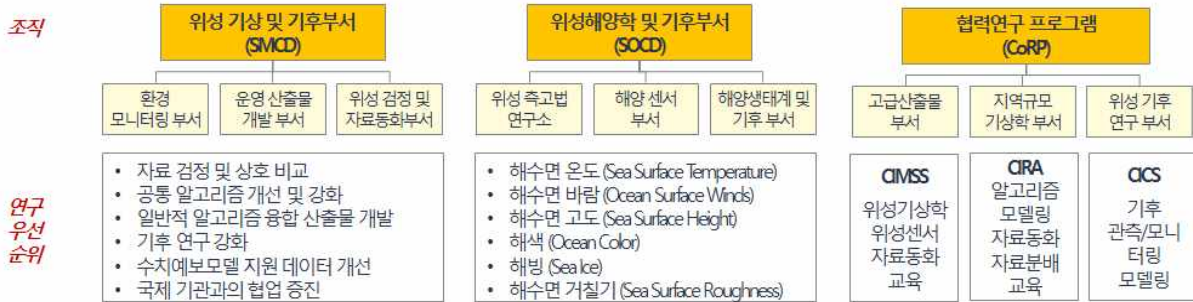 조직
위성 기상 및 기후부서
(SMCD)
환경
모니터링 부서
운영 산출물
개발 부서
위성 검정 및
자료동화부서
위성해양학 및 기후부서
(SOCD)
위성 측고법
연구소
해양 센서
부서
해양생태계 및
기후 부서
협력연구 프로그램
(CoRP)
고급산출물
부서
지역규모
기상학 부서
위성 기후
연구 부서
연구
우선
순위
• 자료 검정 및 상호 비교
• 공통 알고리즘 개선 및 강화
• 일반적 알고리즘 융합 산출물 개발
• 기후 연구 강화
• 수치예보모델 지원 데이터 개선
• 국제 기관과의 협업 증진
• 해수면 온도 (Sea Surface Temperature)
• 해수면 바람 (Ocean Surface Winds)
• 해수면 고도 (Sea Surface Height)
• 해색 (Ocean Color)
• 해빙 (Sea Ice)
• 해수면 거칠기 (Sea Surface Roughness)
CIMSS
위성기상학
위성센서
자료동화
교육
CIRA
알고리즘
모델링
자료동화
자료분배
교육
CICS
기후
관측/모니
터링
모델링